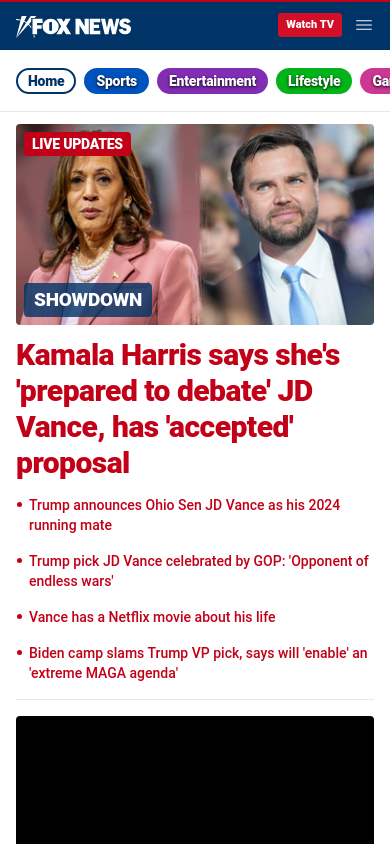 FOX NEWS
Watch TV
Home
Sports
Entertainment
Lifestyle
Ga
LIVE UPDATES
SHOWDOWN
Kamala Harris says she's
'prepared to debate' JD
Vance, has 'accepted'
proposal
• Trump announces Ohio Sen JD Vance as his 2024
running mate
• Trump pick JD Vance celebrated by GOP: 'Opponent of
endless wars'
• Vance has a Netflix movie about his life
• Biden camp slams Trump VP pick, says will 'enable' an
'extreme MAGA agenda'